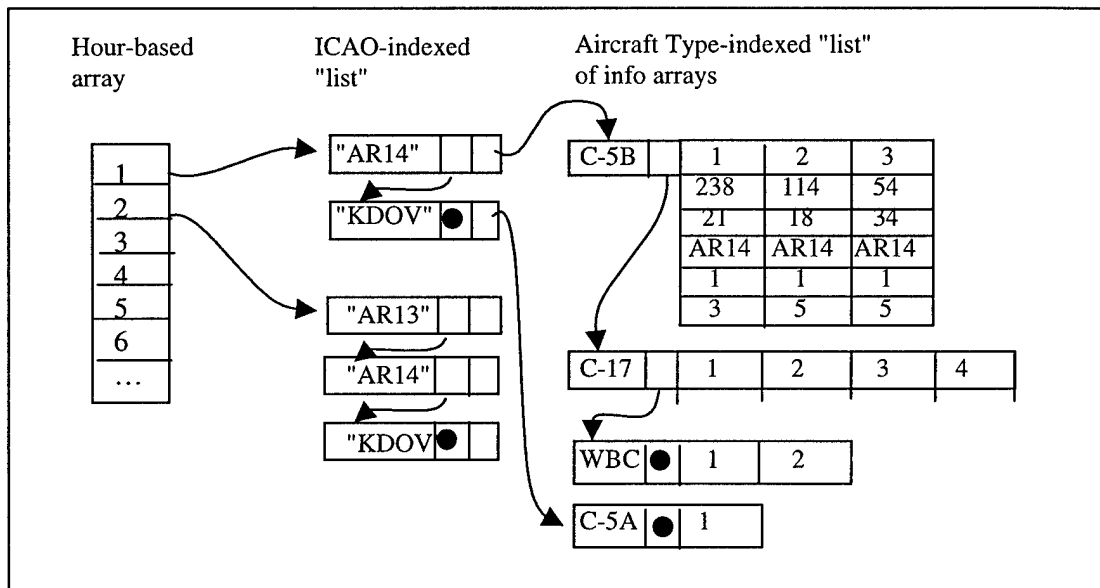 Hour-based
array
ICAO-indexed
"list"
Aircraft Type-indexed "list"
of info arrays
1
2
3
4
5
6
...
"AR14"
"KDOV"
"AR13"
"AR14"
"KDOV
C-5B 1 2 3
238 114 54
21 18 34
AR14 AR14 AR14
1 1 1
3 5 5
C-17 1 2 3 4
WBC 1 2
C-5A 1